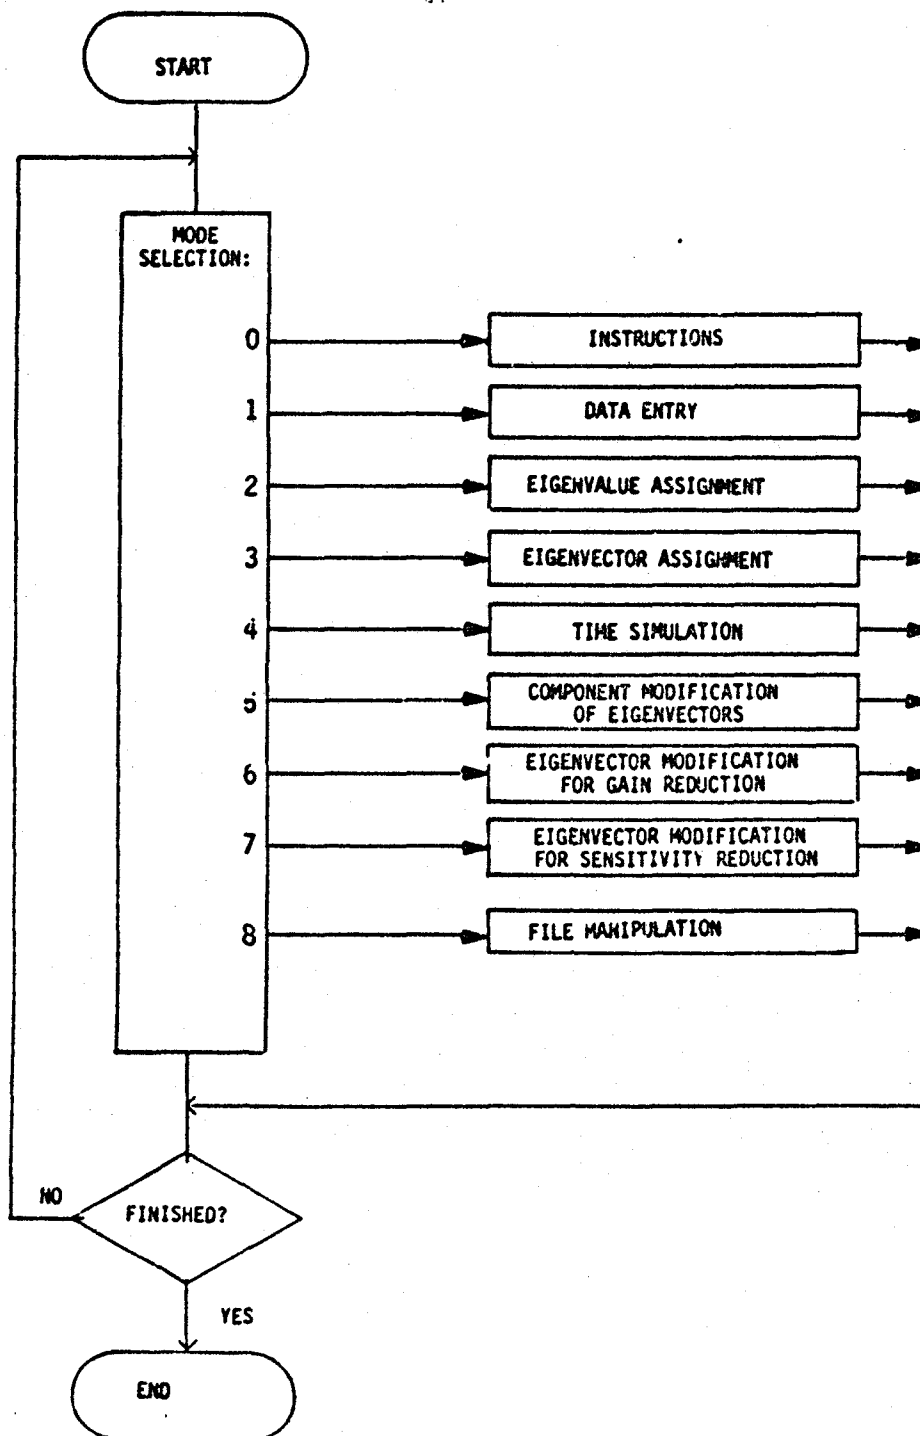 START
MODE
SELECTION:
0
INSTRUCTIONS
1
DATA ENTRY
2
EIGENVALUE ASSIGNMENT
3
EIGENVECTOR ASSIGNMENT
4
TIME SIMULATION
5
COMPONENT MODIFICATION
OF EIGENVECTORS
6
EIGENVECTOR MODIFICATION
FOR GAIN REDUCTION
7
EIGENVECTOR MODIFICATION
FOR SENSITIVITY REDUCTION
8
FILE MANIPULATION
NO
FINISHED?
YES
END